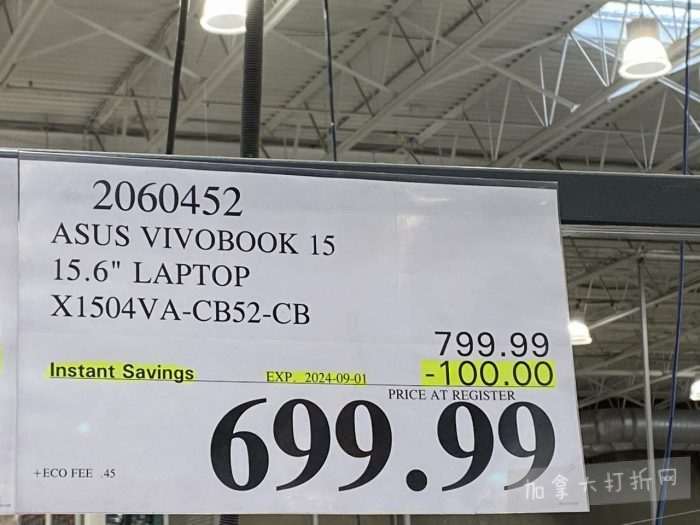 2060452
ASUS VIVOBOOK 15
15.6" LAPTOP
X1504VA-CB52-CB
799.99
Instant Savings EXP. 2024-09-01 -100.00
PRICE AT REGISTER
699.99
+ECO FEE .45
加拿大打折网